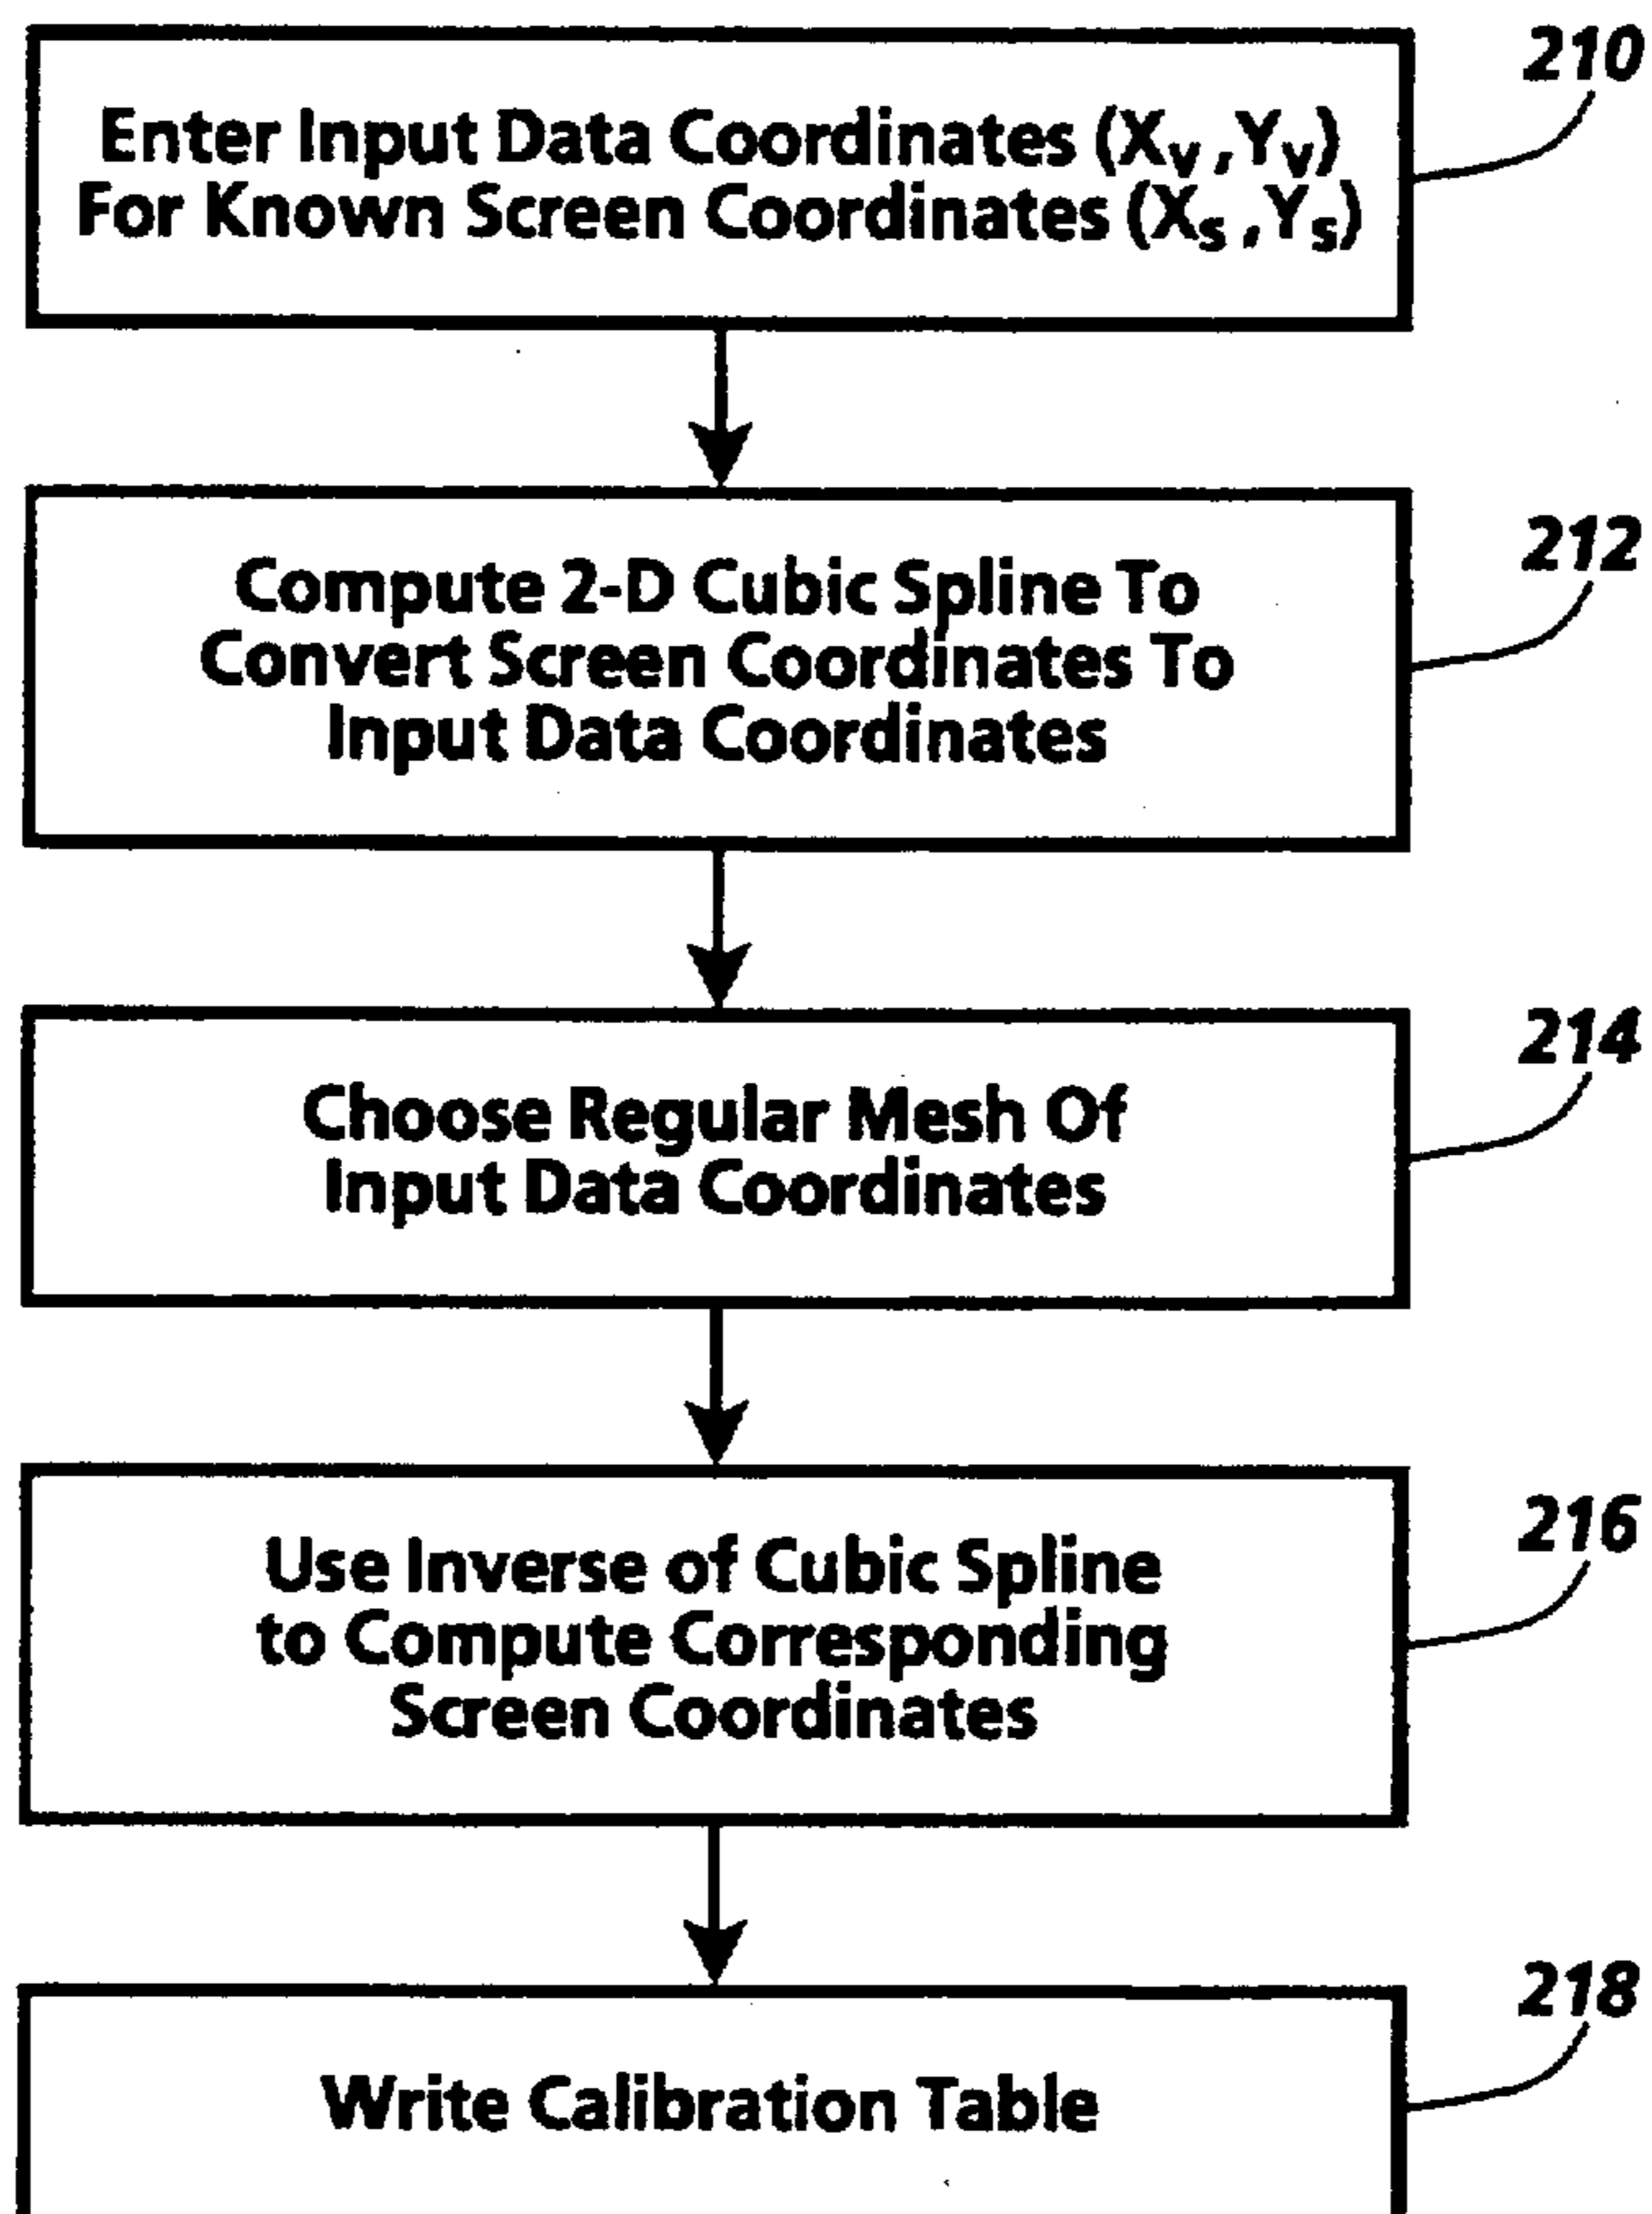 210
Enter Input Data Coordinates (Xv, Yv)
For Known Screen Coordinates (Xs, Ys)
212
Compute 2-D Cubic Spline To
Convert Screen Coordinates To
Input Data Coordinates
214
Choose Regular Mesh Of
Input Data Coordinates
216
Use Inverse of Cubic Spline
to Compute Corresponding
Screen Coordinates
218
Write Calibration Table